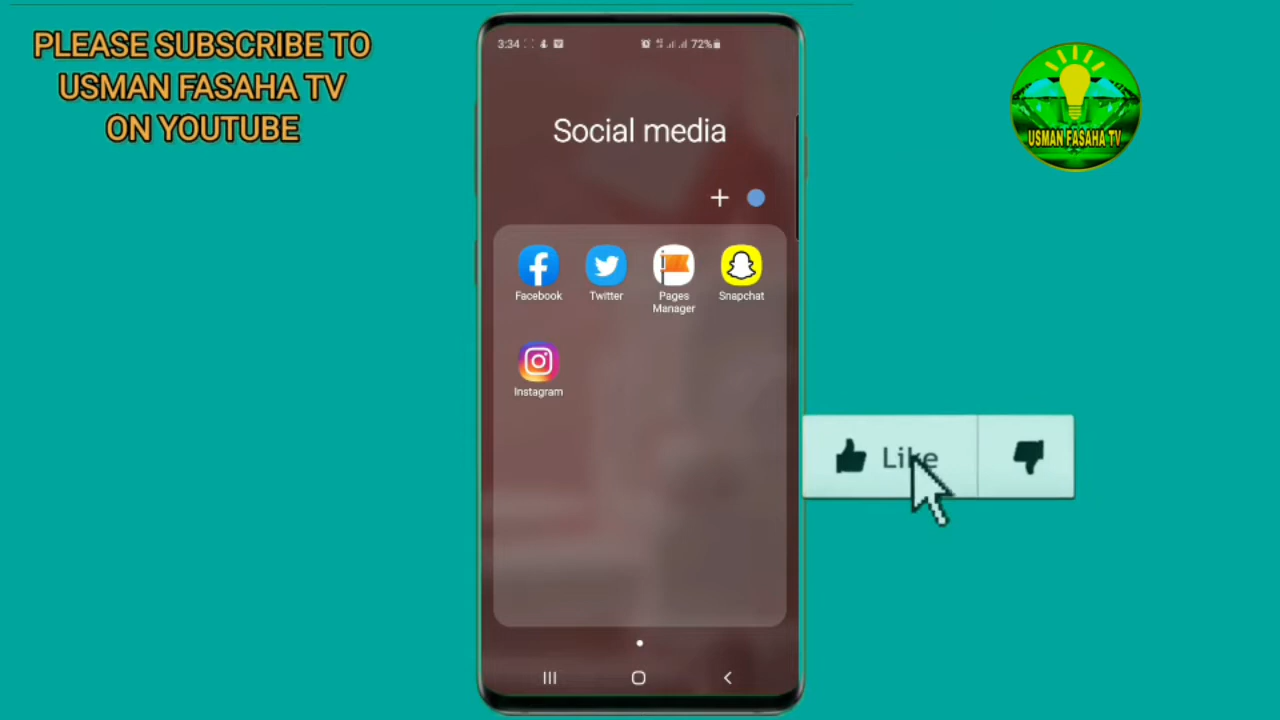 PLEASE SUBSCRIBE TO
USMAN FASAHA TV
ON YOUTUBE
3:34
72%
Social media
USMAN FASAHA TV
Facebook
Twitter
Pages
Manager
Snapchat
Instagram
Like